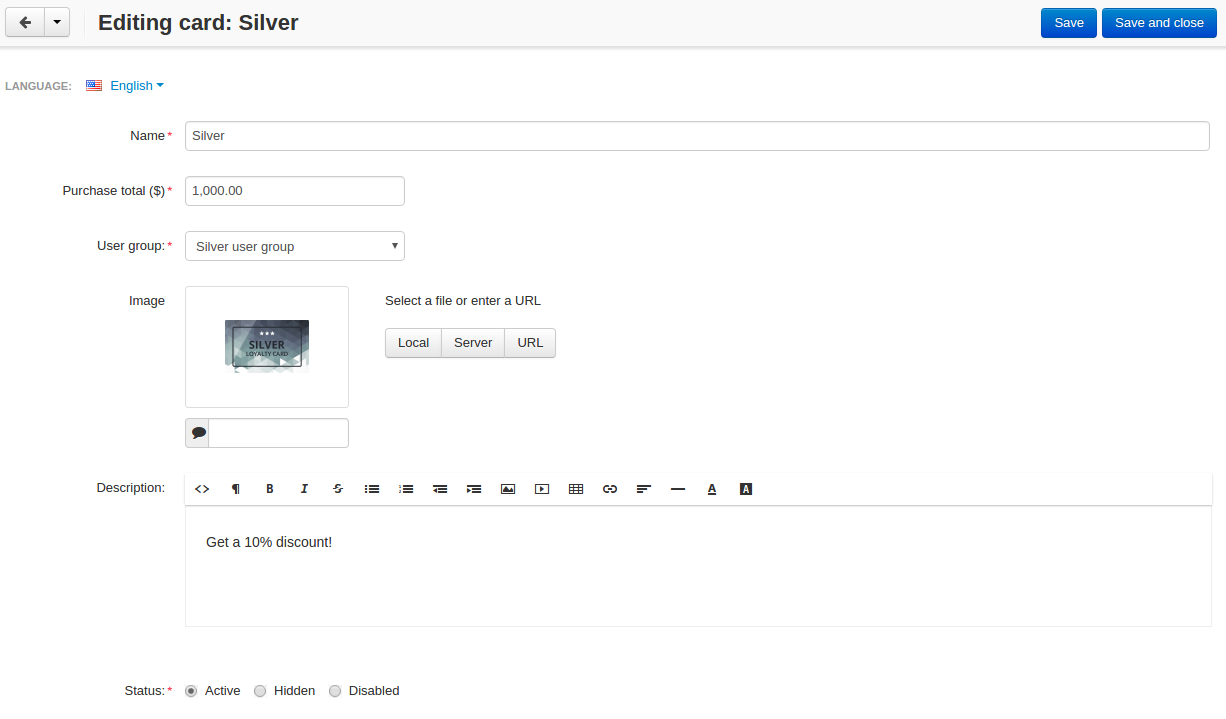 Editing card: Silver
Save
Save and close
LANGUAGE: English
Name*
Silver
Purchase total ($)*
1,000.00
User group:*
Silver user group
Image
SILVER
LOYALTY CARD
Select a file or enter a URL
Local
Server
URL
Description:
<> ¶ B I S A A
Get a 10% discount!
Status:* Active Hidden Disabled